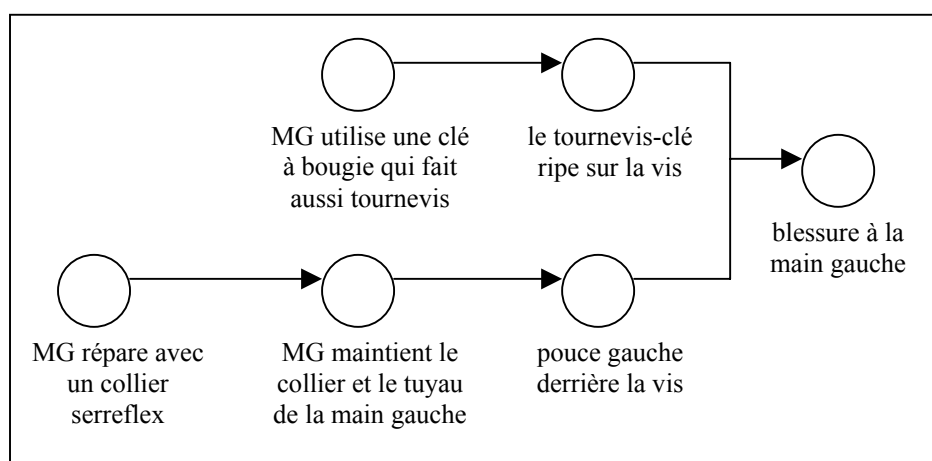 MG utilise une clé
à bougie qui fait
aussi tournevis
le tournevis-clé
ripe sur la vis
blessure à la
main gauche
MG répare avec
un collier
serreflex
MG maintient le
collier et le tuyau
de la main gauche
pouce gauche
derrière la vis